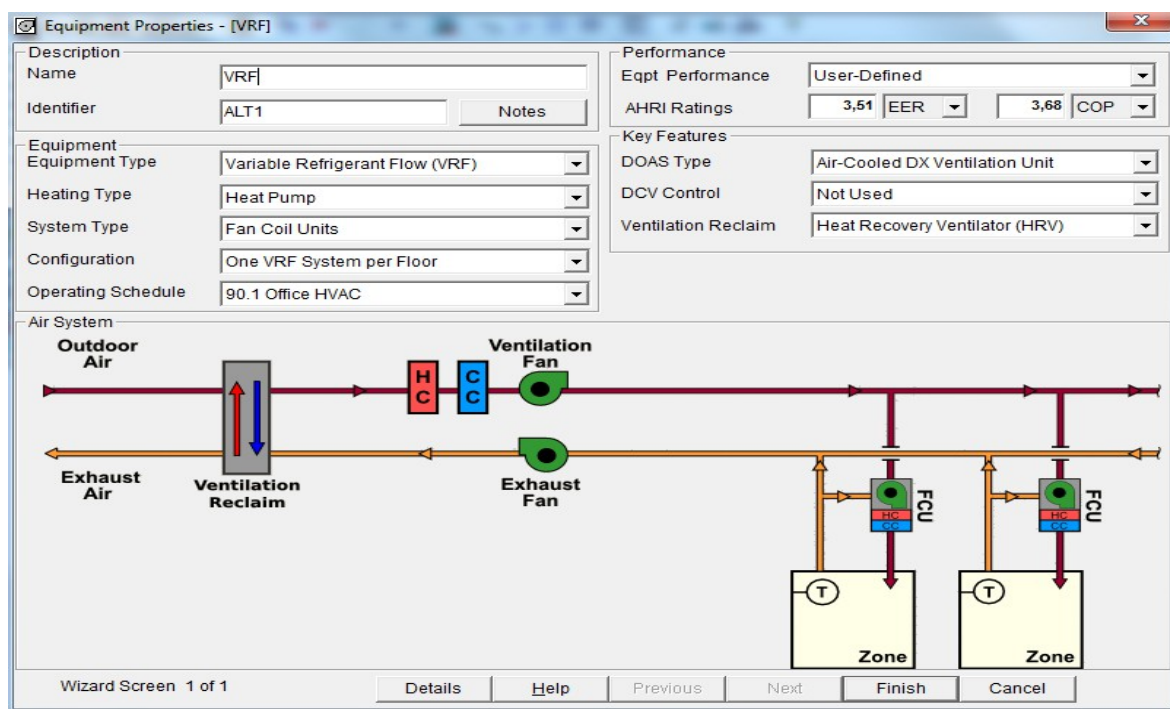 Equipment Properties - [VRF]
Description
Name
VRF
Identifier
ALT1
Notes
Equipment
Equipment Type
Variable Refrigerant Flow (VRF)
Heating Type
Heat Pump
System Type
Fan Coil Units
Configuration
One VRF System per Floor
Operating Schedule
90.1 Office HVAC
Performance
Eqpt Performance
User-Defined
AHRI Ratings
3,51 EER 3,68 COP
Key Features
DOAS Type
Air-Cooled DX Ventilation Unit
DCV Control
Not Used
Ventilation Reclaim
Heat Recovery Ventilator (HRV)
Air System
Outdoor
Air
HC
CC
Ventilation
Fan
Exhaust
Air
Ventilation
Reclaim
Exhaust
Fan
FCU
HC
CC
FCU
HC
CC
T
Zone
T
Zone
Wizard Screen 1 of 1
Details
Help
Previous
Next
Finish
Cancel